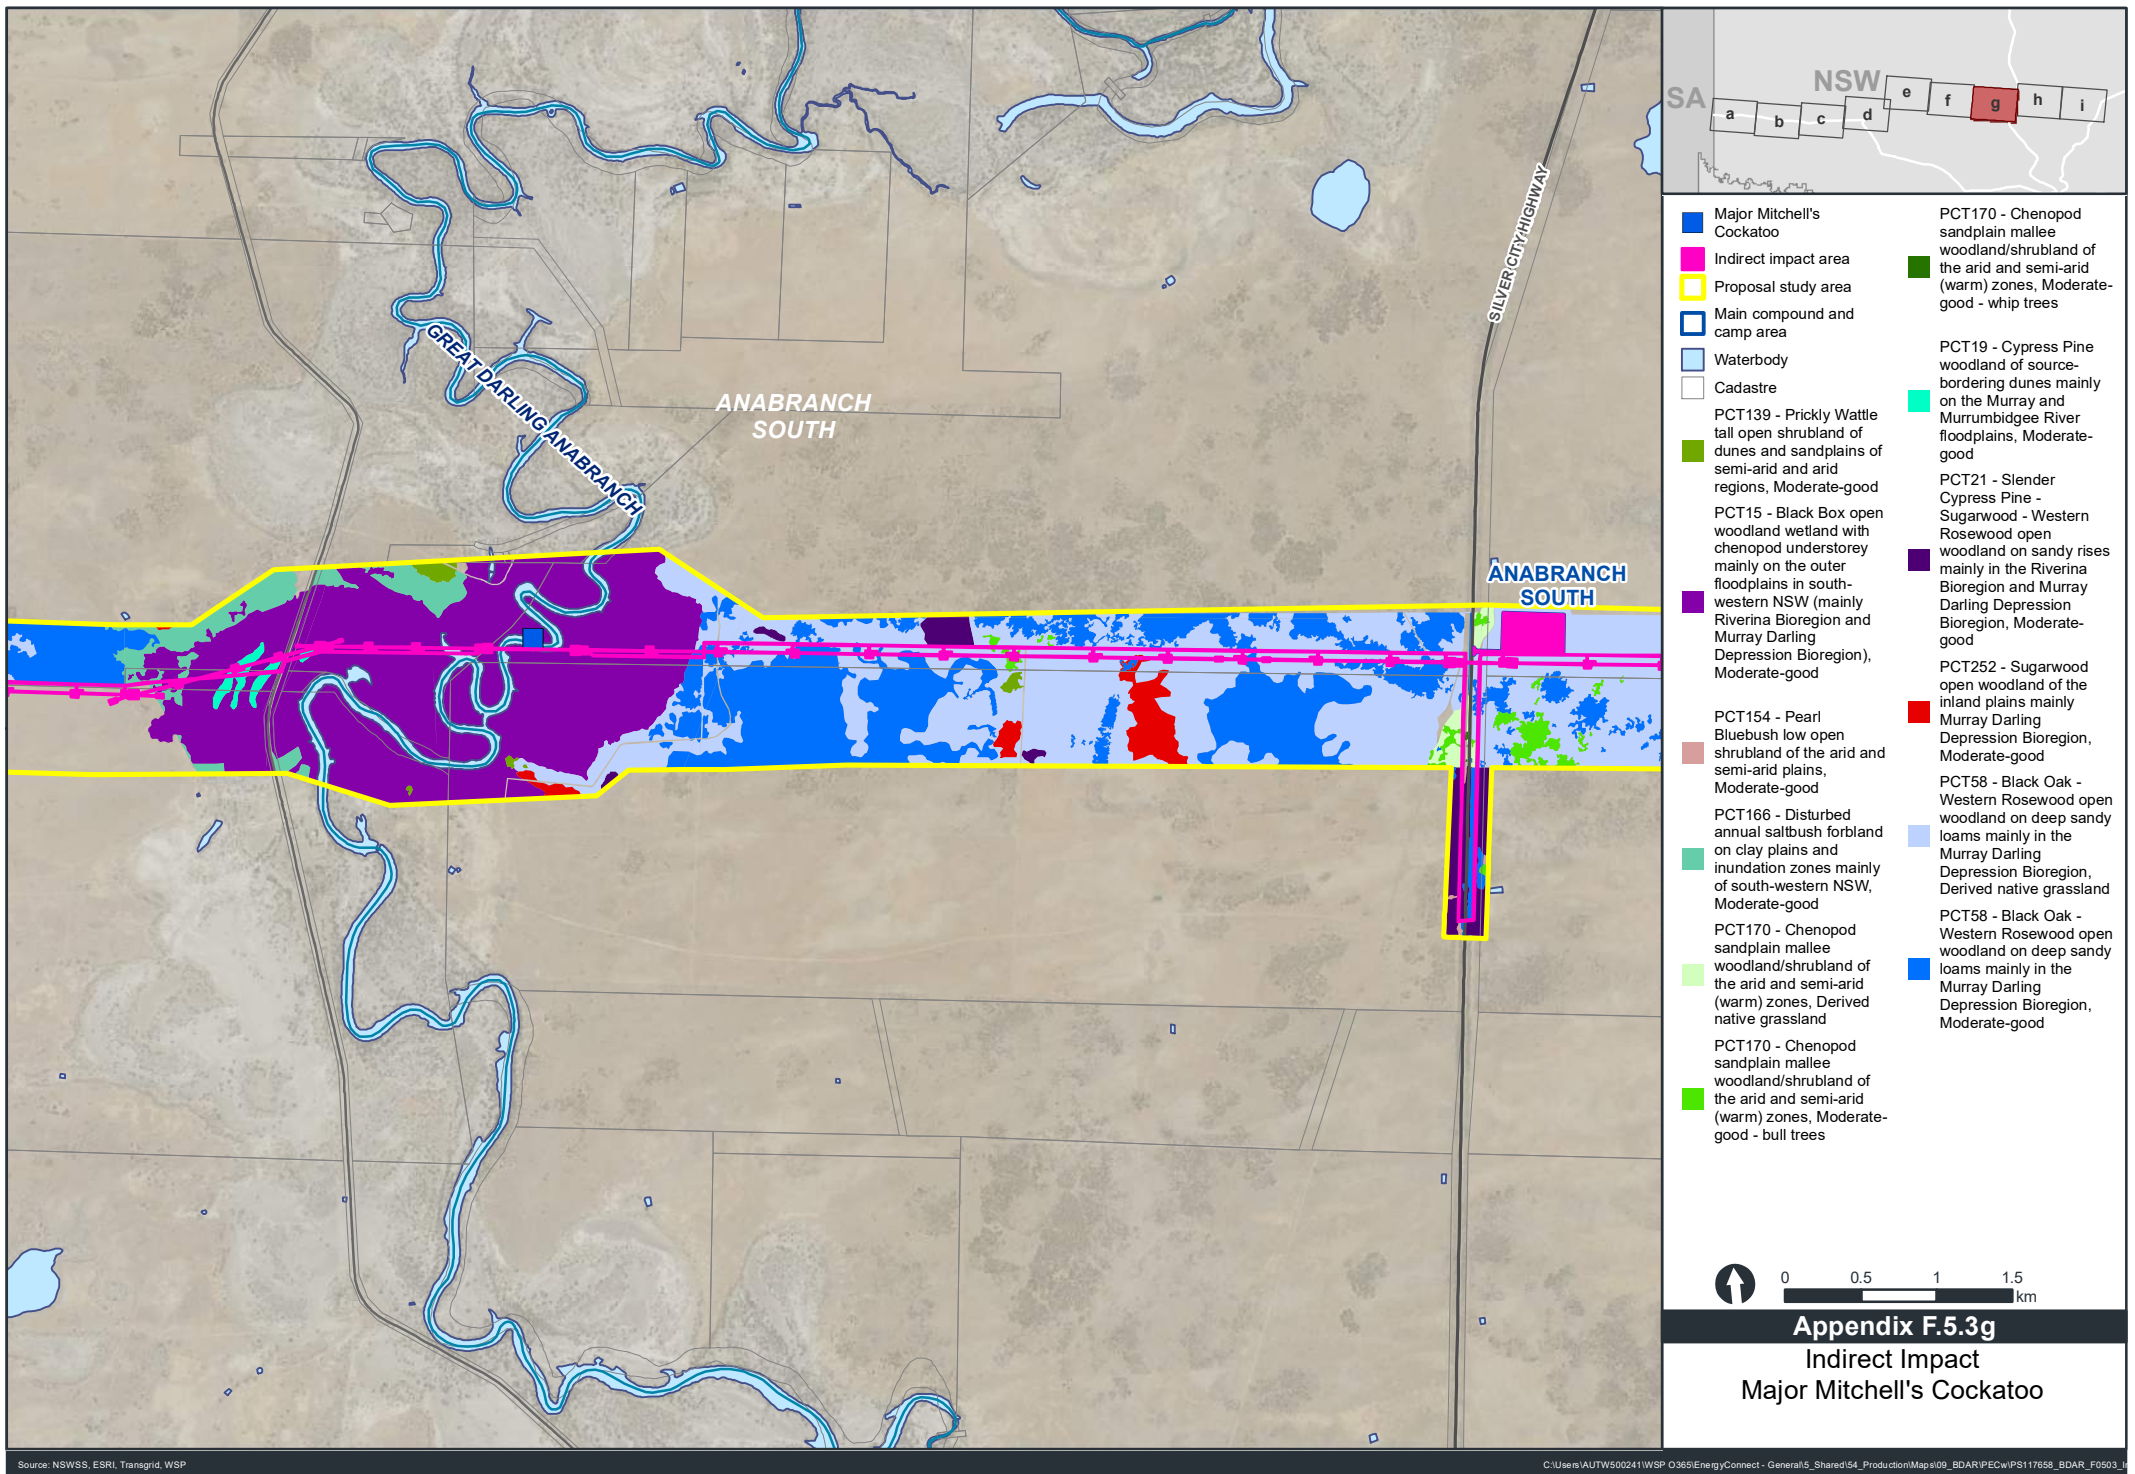 GREAT DARLING ANABRANCH
ANABRANCH
SOUTH
SILVER CITY HIGHWAY
ANABRANCH
SOUTH
SA
NSW
a
b
c
d
e
f
g
h
i
Major Mitchell's
Cockatoo
Indirect impact area
Proposal study area
Main compound and
camp area
Waterbody
Cadastre
PCT139 - Prickly Wattle
tall open shrubland of
dunes and sandplains of
semi-arid and arid
regions, Moderate-good
PCT15 - Black Box open
woodland wetland with
chenopod understorey
mainly on the outer
floodplains in south-
western NSW (mainly
Riverina Bioregion and
Murray Darling
Depression Bioregion),
Moderate-good
PCT154 - Pearl
Bluebush low open
shrubland of the arid and
semi-arid plains,
Moderate-good
PCT166 - Disturbed
annual saltbush forbland
on clay plains and
inundation zones mainly
of south-western NSW,
Moderate-good
PCT170 - Chenopod
sandplain mallee
woodland/shrubland of
the arid and semi-arid
(warm) zones, Derived
native grassland
PCT170 - Chenopod
sandplain mallee
woodland/shrubland of
the arid and semi-arid
(warm) zones, Moderate-
good - bull trees
PCT170 - Chenopod
sandplain mallee
woodland/shrubland of
the arid and semi-arid
(warm) zones, Moderate-
good - whip trees
PCT19 - Cypress Pine
woodland of source-
bordering dunes mainly
on the Murray and
Murrumbidgee River
floodplains, Moderate-
good
PCT21 - Slender
Cypress Pine -
Sugarwood - Western
Rosewood open
woodland on sandy rises
mainly in the Riverina
Bioregion and Murray
Darling Depression
Bioregion, Moderate-
good
PCT252 - Sugarwood
open woodland of the
inland plains mainly
Murray Darling
Depression Bioregion,
Moderate-good
PCT58 - Black Oak -
Western Rosewood open
woodland on deep sandy
loams mainly in the
Murray Darling
Depression Bioregion,
Derived native grassland
PCT58 - Black Oak -
Western Rosewood open
woodland on deep sandy
loams mainly in the
Murray Darling
Depression Bioregion,
Moderate-good
0 0.5 1 1.5
km
Appendix F.5.3g
Indirect Impact
Major Mitchell's Cockatoo
Source: NSWSS, ESRI, Transgrid, WSP
C:\Users\AUTW500241\WSP O365\EnergyConnect - General\5_Shared\54_Production\Maps\09_BDAR\PECw\PS117658_BDAR_F0503_I